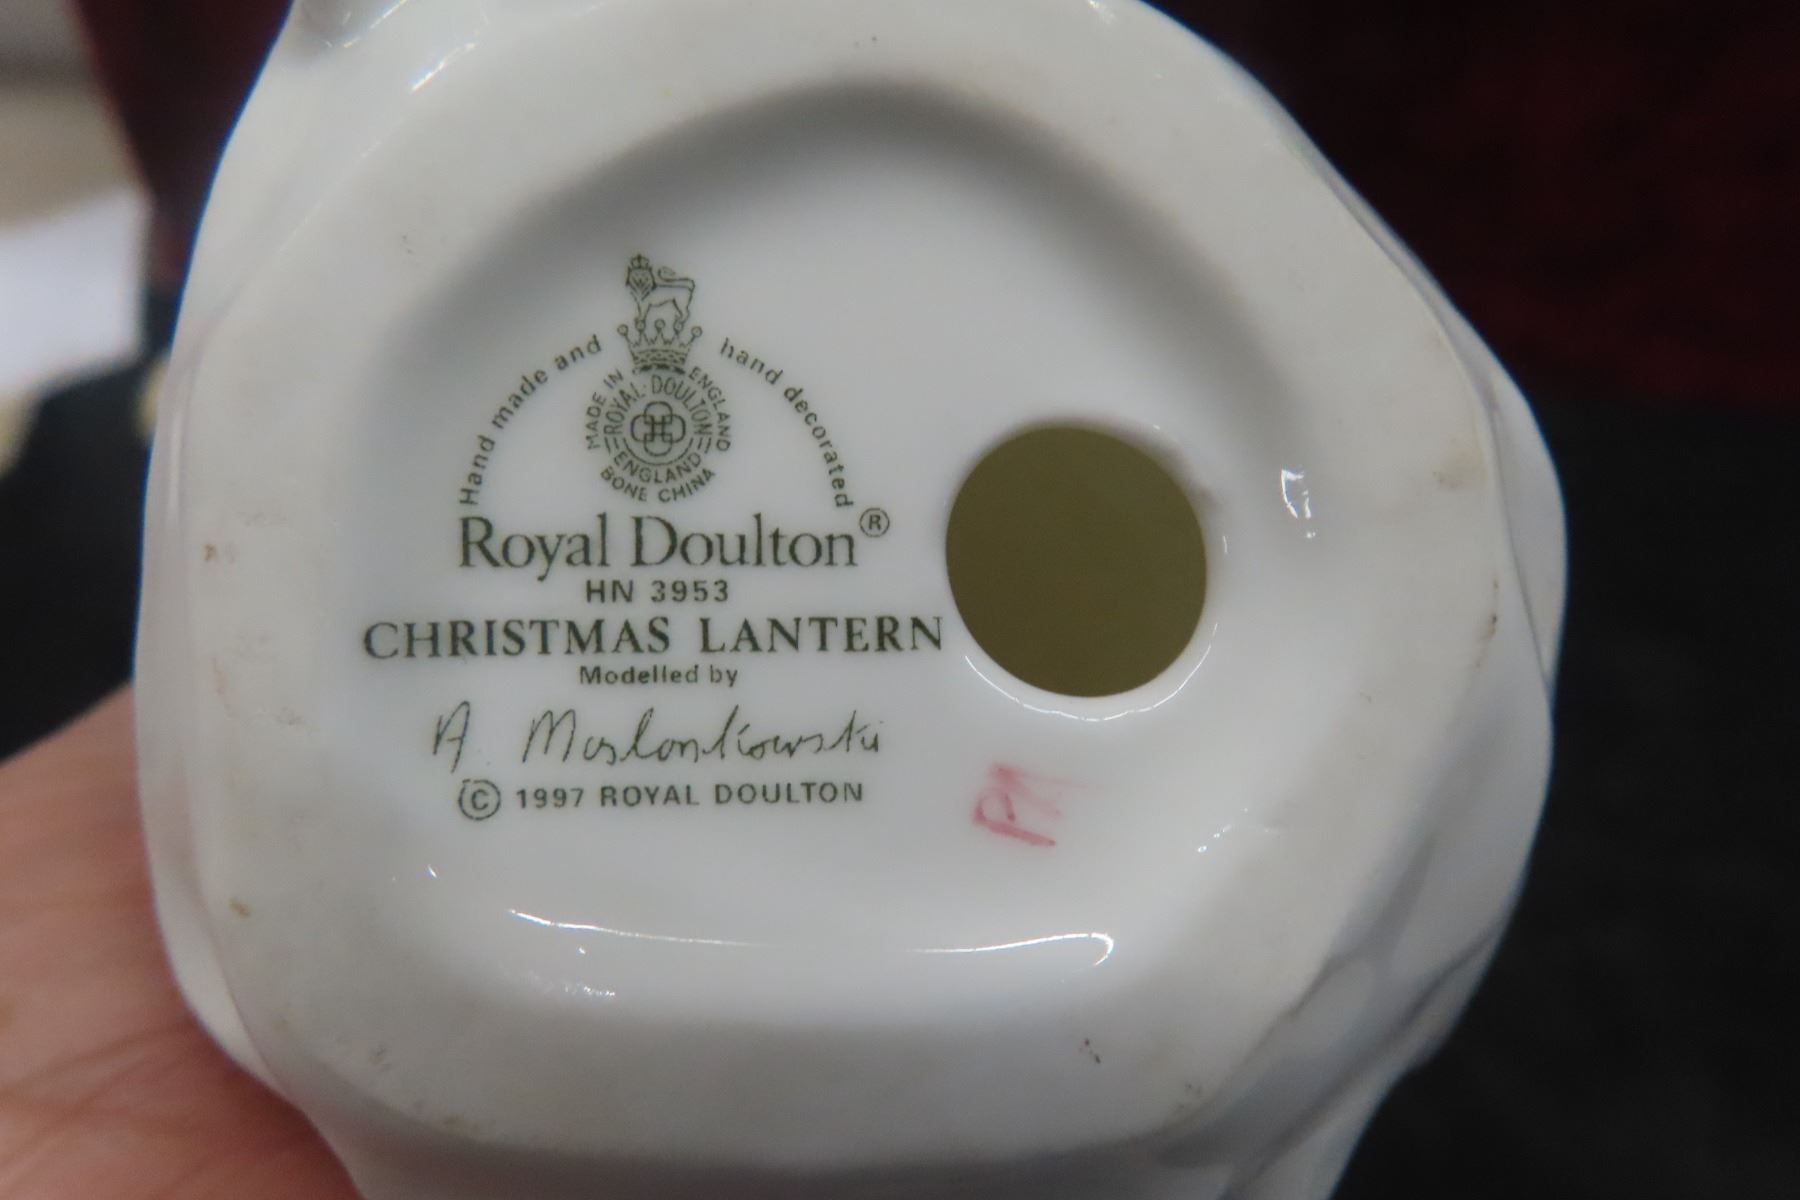 Hand made and hand decorated
MADE IN ENGLAND
ROYAL DOULTON
ENGLAND
BONE CHINA
Royal Doulton®
HN 3953
CHRISTMAS LANTERN
Modelled by
A. Maslankowski
© 1997 ROYAL DOULTON
PM